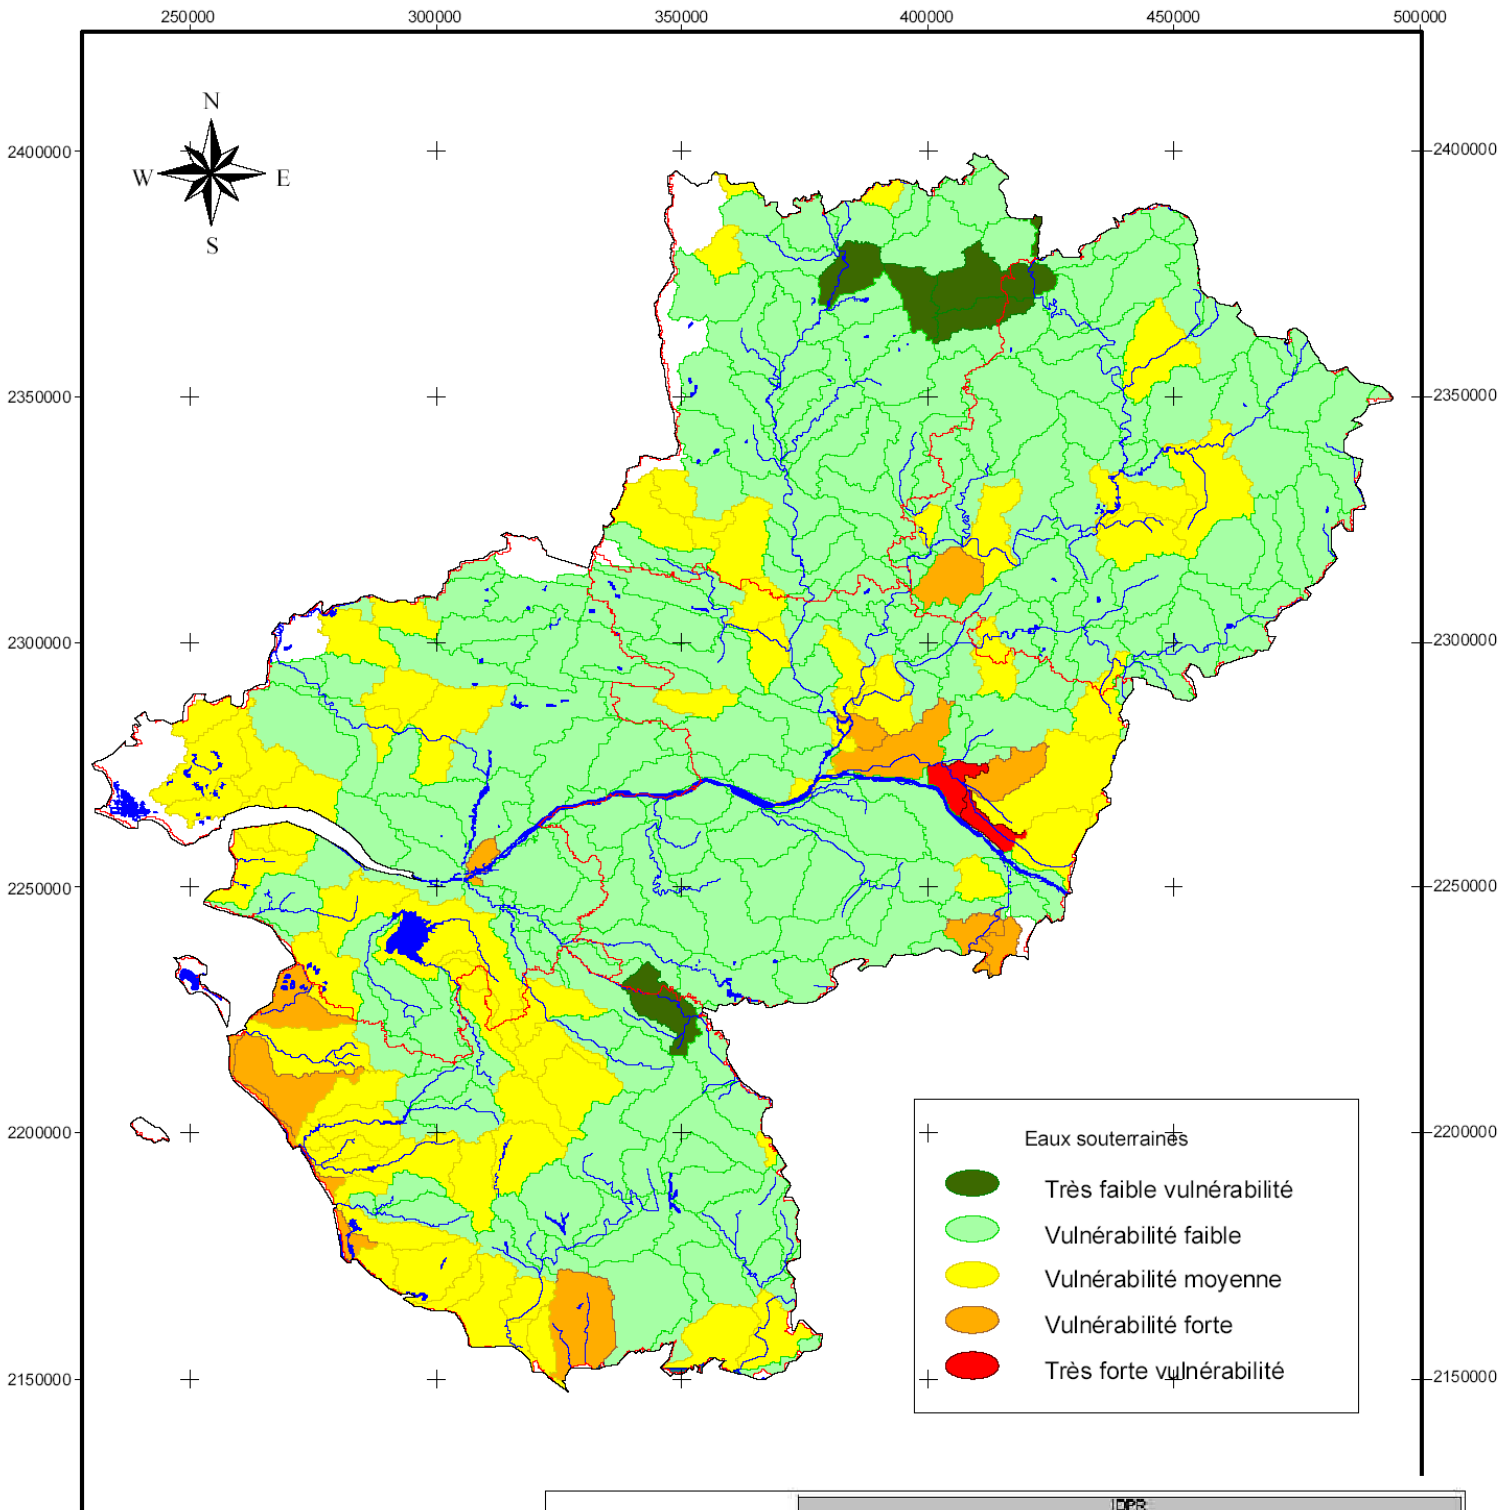 250000 300000 350000 400000 450000 500000
N
W E
S
2400000 2400000
2350000 2350000
2300000 2300000
2250000 2250000
2200000 2200000
2150000 2150000
Eaux souterraines
Très faible vulnérabilité
Vulnérabilité faible
Vulnérabilité moyenne
Vulnérabilité forte
Très forte vulnérabilité
IDPR